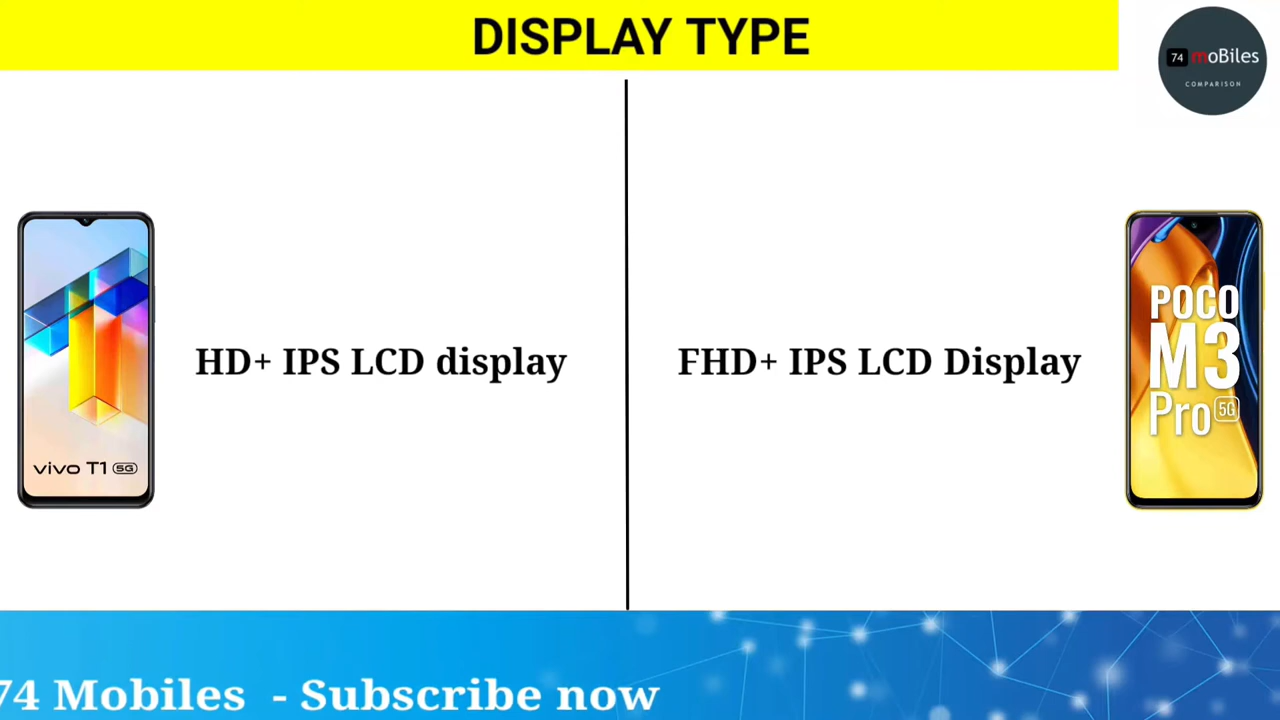 DISPLAY TYPE
74 moBiles
COMPARISON
HD+ IPS LCD display
FHD+ IPS LCD Display
vivo T1 5G
POCO
M3
Pro 5G
74 Mobiles - Subscribe now